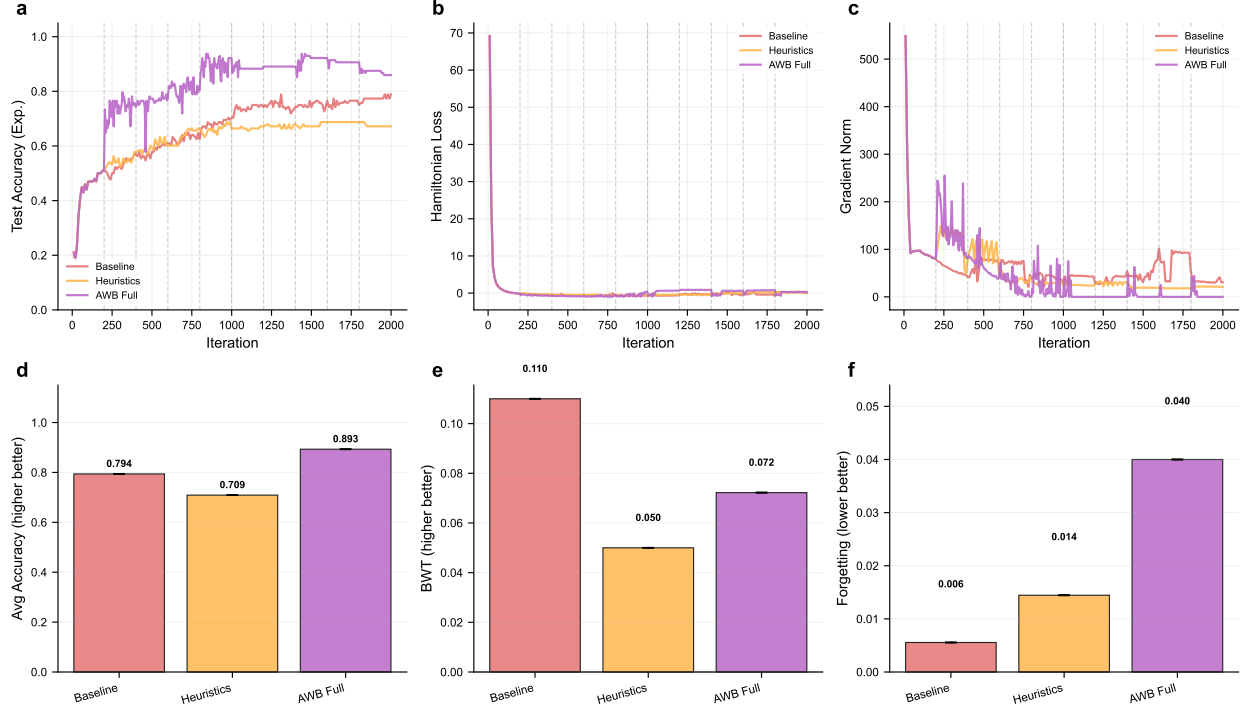 a
Test Accuracy (Exp.)
1.0
0.8
0.6
0.4
0.2
0.0
Baseline
Heuristics
AWB Full
0 250 500 750 1000 1250 1500 1750 2000
Iteration
b
Hamiltonian Loss
70
60
50
40
30
20
10
0
Baseline
Heuristics
AWB Full
0 250 500 750 1000 1250 1500 1750 2000
Iteration
c
Gradient Norm
500
400
300
200
100
0
Baseline
Heuristics
AWB Full
0 250 500 750 1000 1250 1500 1750 2000
Iteration
d
Avg Accuracy (higher better)
1.0
0.8
0.6
0.4
0.2
0.0
0.794
0.709
0.893
Baseline
Heuristics
AWB Full
e
BWT (higher better)
0.10
0.08
0.06
0.04
0.02
0.00
0.110
0.050
0.072
Baseline
Heuristics
AWB Full
f
Forgetting (lower better)
0.05
0.04
0.03
0.02
0.01
0.00
0.006
0.014
0.040
Baseline
Heuristics
AWB Full